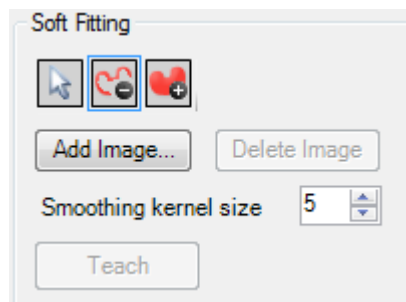 Soft Fitting
Add Image... Delete Image
Smoothing kernel size 5
Teach